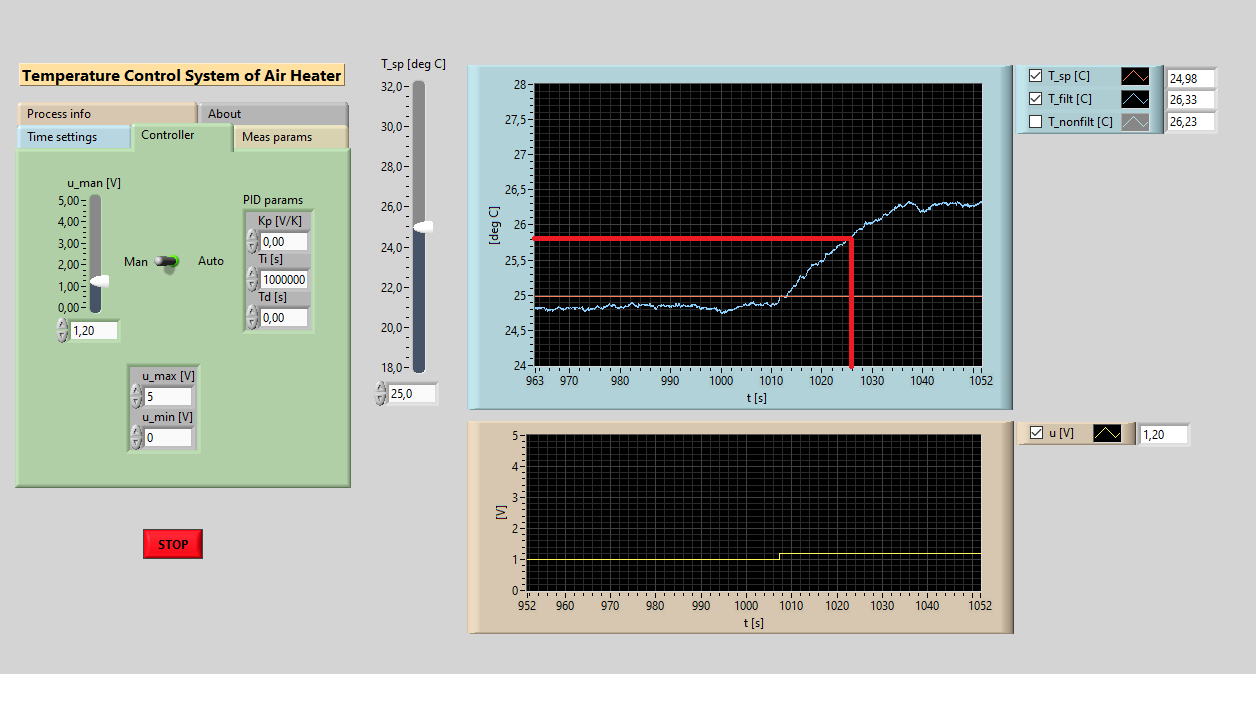 Temperature Control System of Air Heater
Process info
About
Time settings
Controller
Meas params
u_man [V]
5,00
4,00
3,00
2,00
1,00
0,00
1,20
Man
Auto
PID params
Kp [V/K]
0,00
Ti [s]
1000000
Td [s]
0,00
u_max [V]
5
u_min [V]
0
STOP
T_sp [deg C]
32,0
30,0
28,0
26,0
24,0
22,0
20,0
18,0
25,0
28
27,5
27
26,5
26
25,5
25
24,5
24
[deg C]
963 970 980 990 1000 1010 1020 1030 1040 1052
t [s]
T_sp [C] 24,98
T_filt [C] 26,33
T_nonfilt [C] 26,23
5
4
3
2
1
0
[V]
952 960 970 980 990 1000 1010 1020 1030 1040 1052
t [s]
u [V] 1,20